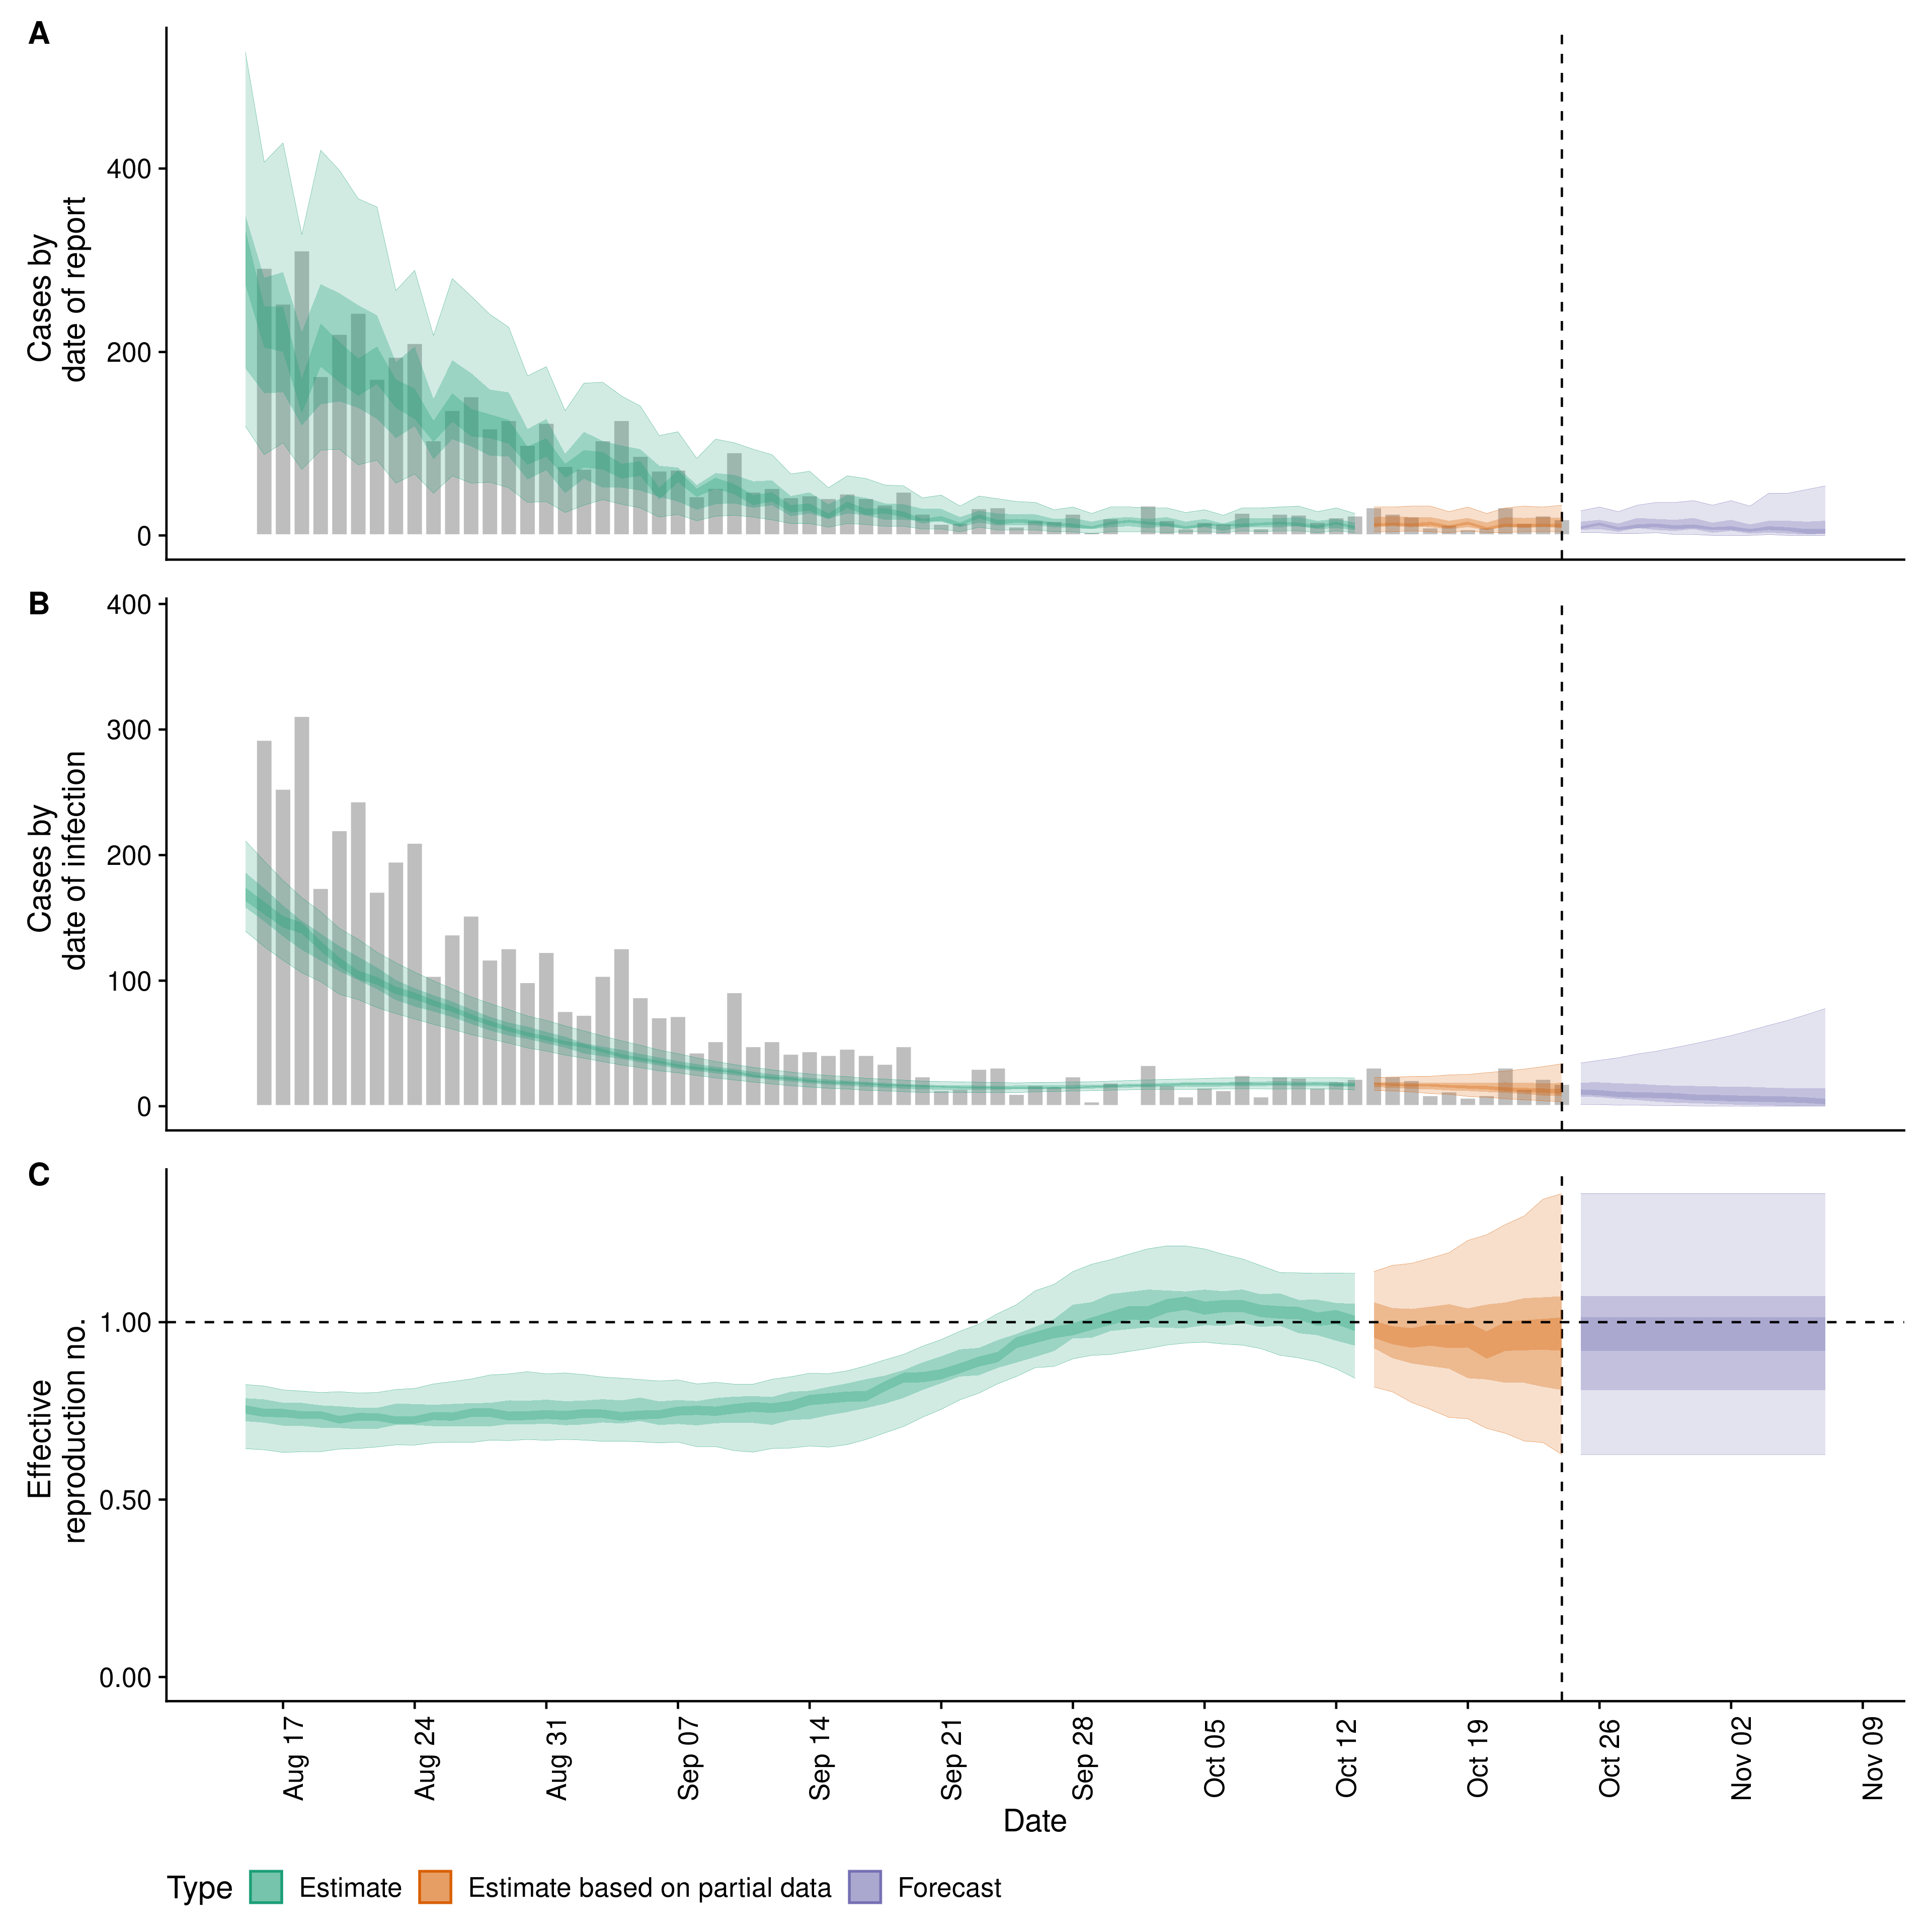 A
Cases by
date of report
400
200
0
B
Cases by
date of infection
400
300
200
100
0
C
Effective
reproduction no.
1.00
0.50
0.00
Aug 17
Aug 24
Aug 31
Sep 07
Sep 14
Sep 21
Sep 28
Oct 05
Oct 12
Oct 19
Oct 26
Nov 02
Nov 09
Date
Type Estimate Estimate based on partial data Forecast